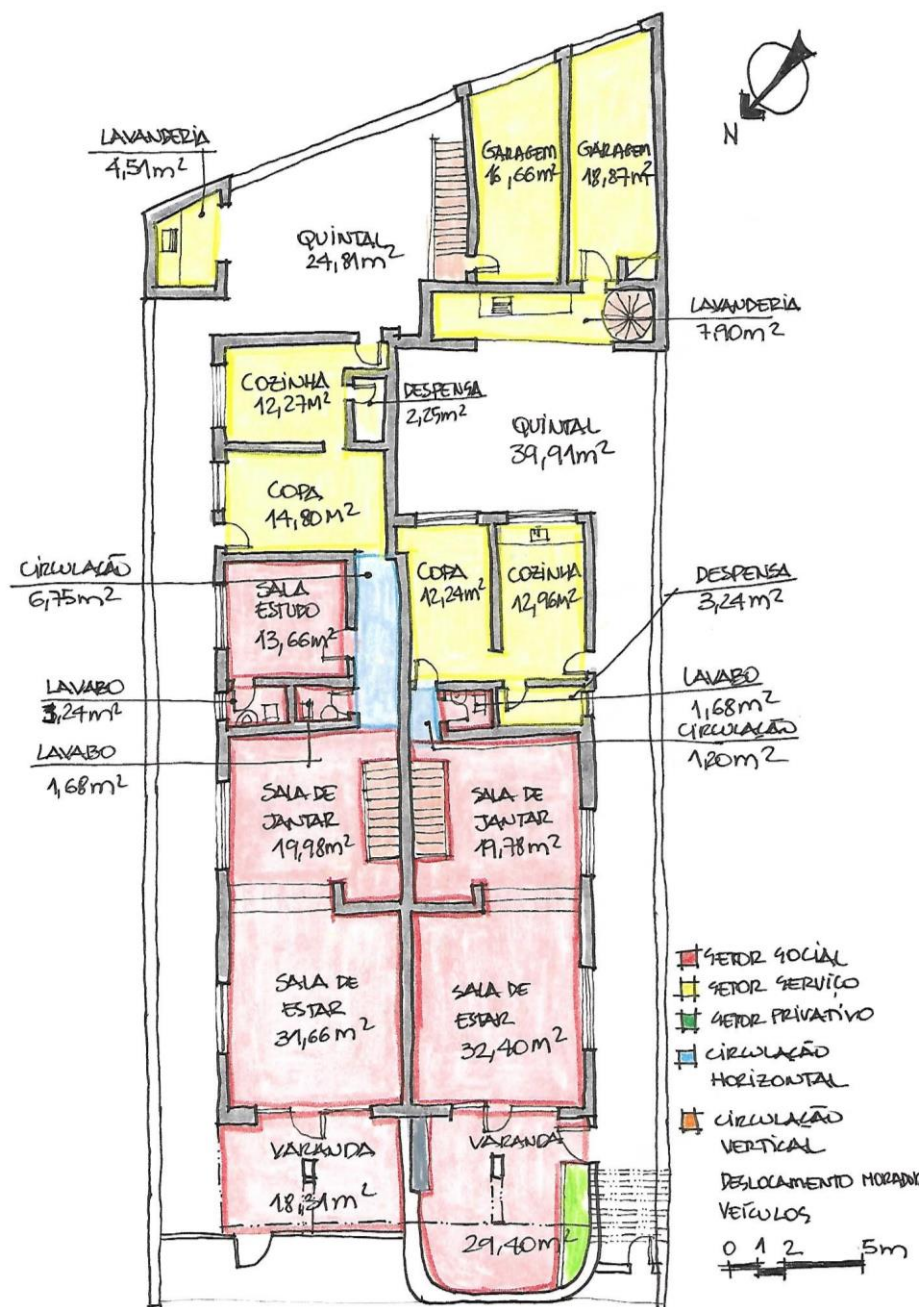 N
LAVANDERIA
4,51m²
GARAGEM
16,66m²
GARAGEM
18,87m²
QUINTAL
24,81m²
LAVANDERIA
7,90m²
COZINHA
12,27M²
DESPENSA
2,25m²
QUINTAL
39,91m²
COPA
14,80M²
CIRCULAÇÃO
6,75m²
SALA
ESTUDO
13,66m²
COPA
12,24m²
COZINHA
12,96m²
DESPENSA
3,24m²
LAVABO
3,24m²
LAVABO
1,68m²
LAVABO
1,68m²
CIRCULAÇÃO
1,20m²
SALA DE
JANTAR
19,98m²
SALA DE
JANTAR
19,78m²
SALA DE
ESTAR
31,66m²
SALA DE
ESTAR
32,40m²
VARANDA
18,31m²
VARANDA
29,40m²
SETOR SOCIAL
SETOR SERVIÇO
SETOR PRIVATIVO
CIRCULAÇÃO
HORIZONTAL
CIRCULAÇÃO
VERTICAL
DESLOCAMENTO
VEÍCULOS
0 1 2 5m